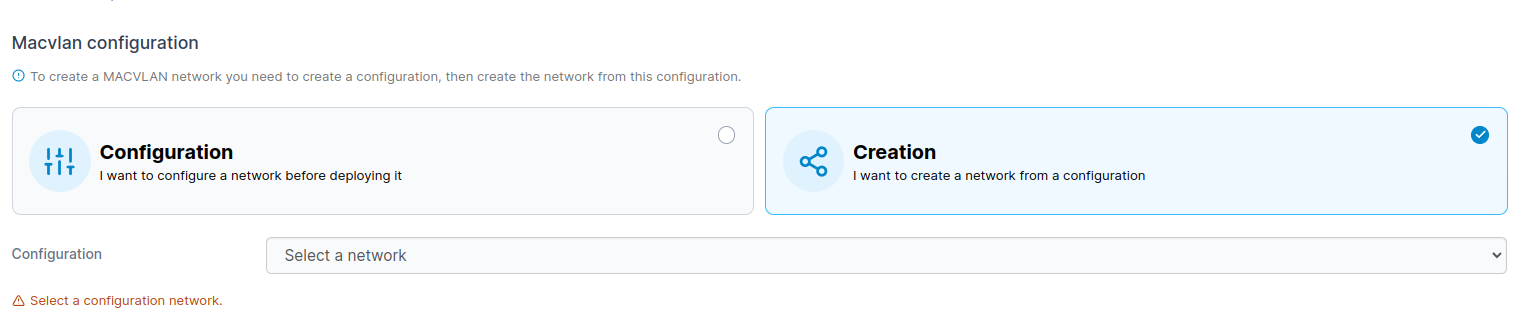 Macvlan configuration
To create a MACVLAN network you need to create a configuration, then create the network from this configuration.
Configuration
I want to configure a network before deploying it
Creation
I want to create a network from a configuration
Configuration
Select a network
Select a configuration network.